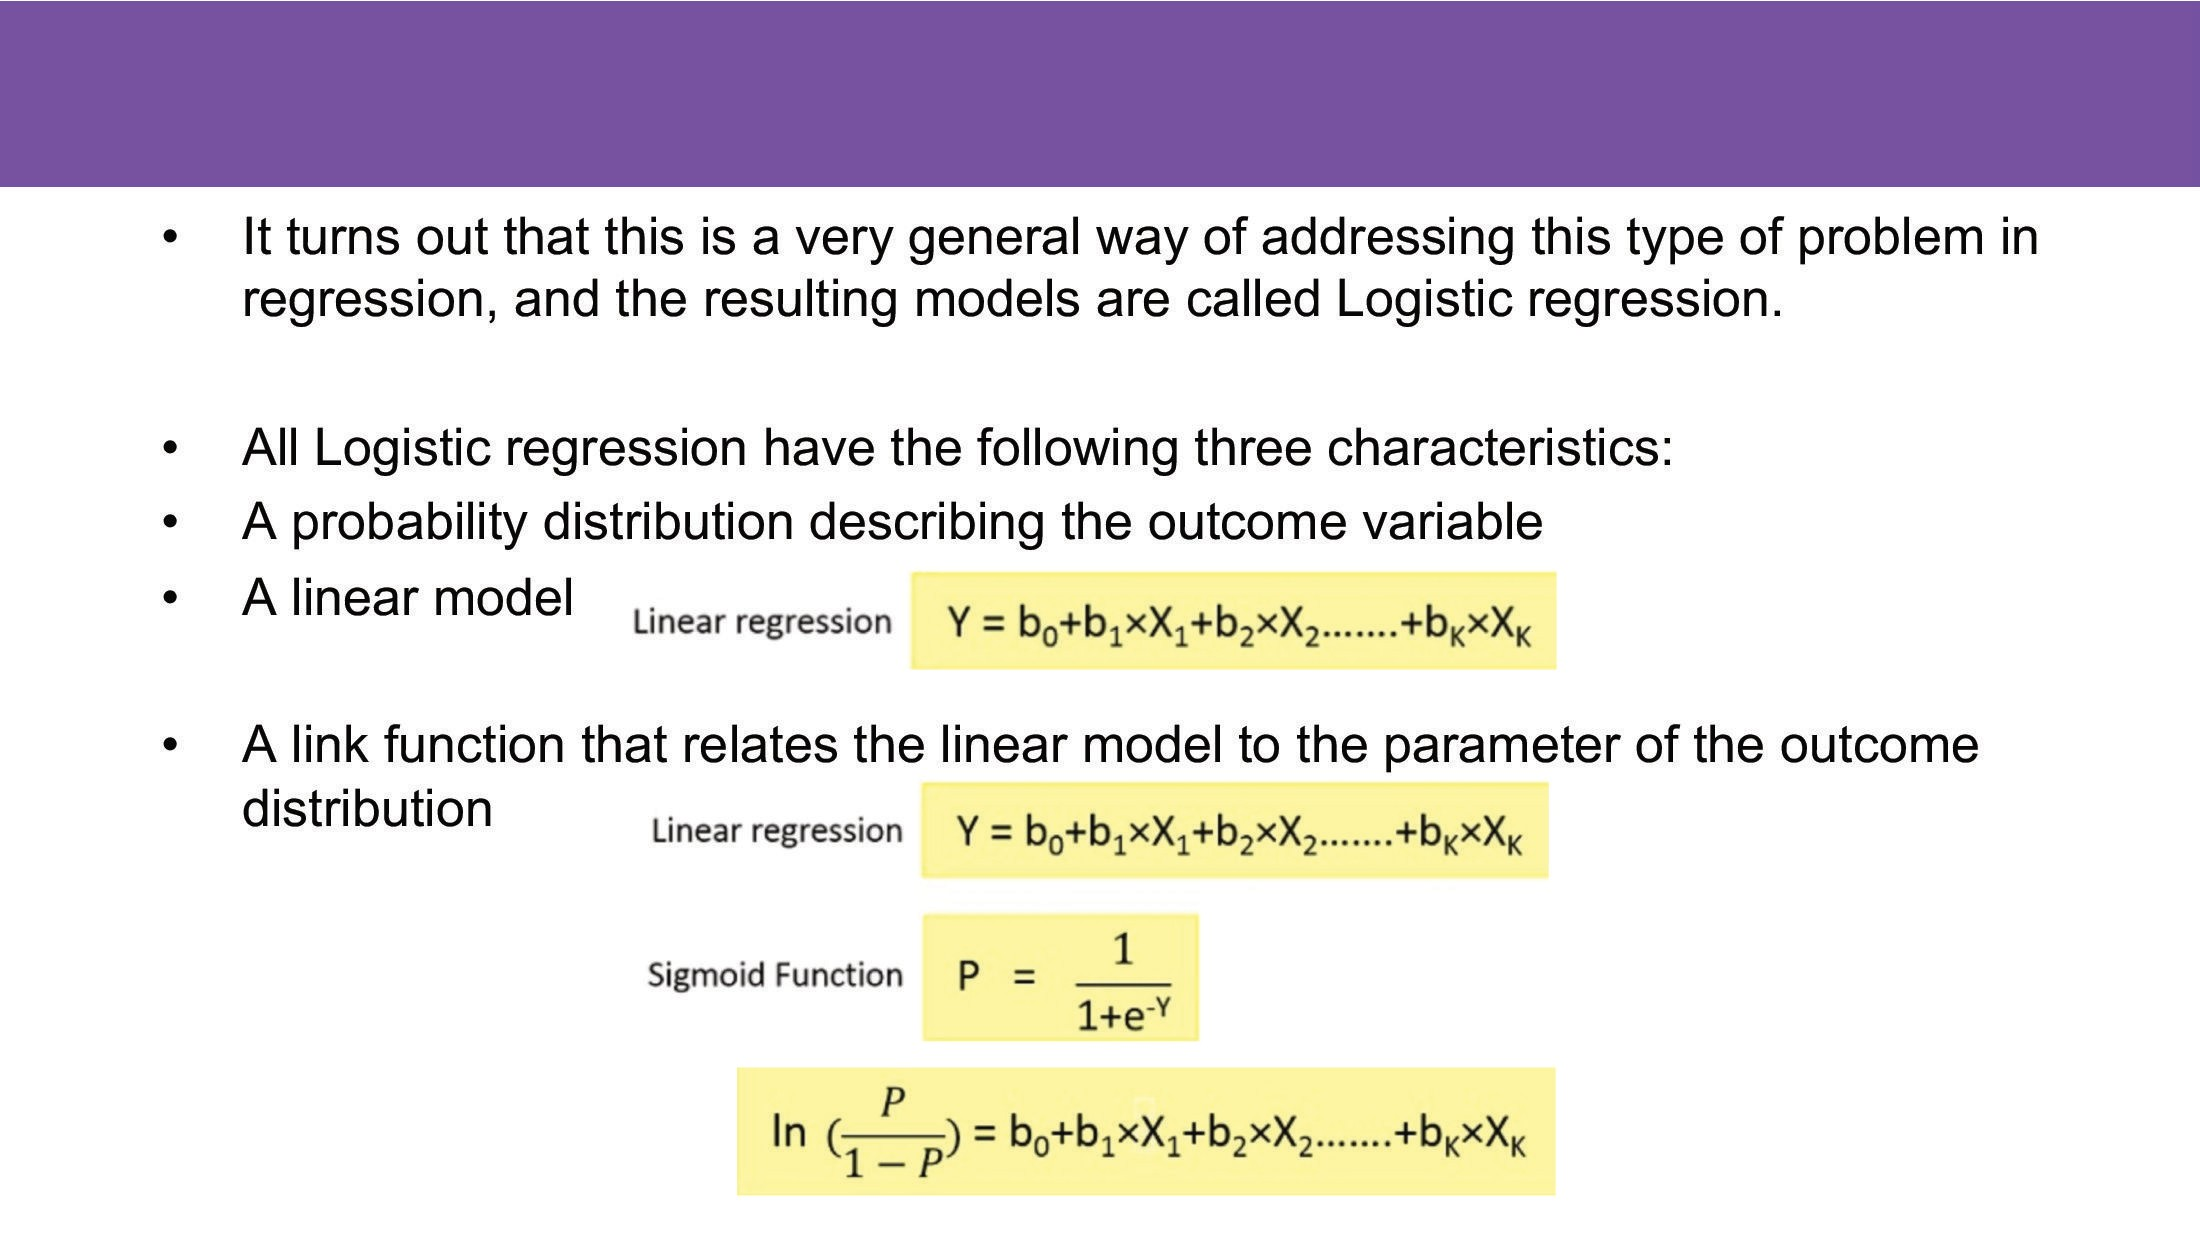 • It turns out that this is a very general way of addressing this type of problem in
regression, and the resulting models are called Logistic regression.
• All Logistic regression have the following three characteristics:
• A probability distribution describing the outcome variable
• A linear model
Linear regression Y = b₀+b₁×X₁+b₂×X₂.......+bₖ×Xₖ
• A link function that relates the linear model to the parameter of the outcome
distribution
Linear regression Y = b₀+b₁×X₁+b₂×X₂.......+bₖ×Xₖ
Sigmoid Function P = 1/(1+e^-Y)
ln (P/(1 − P)) = b₀+b₁×X₁+b₂×X₂.......+bₖ×Xₖ